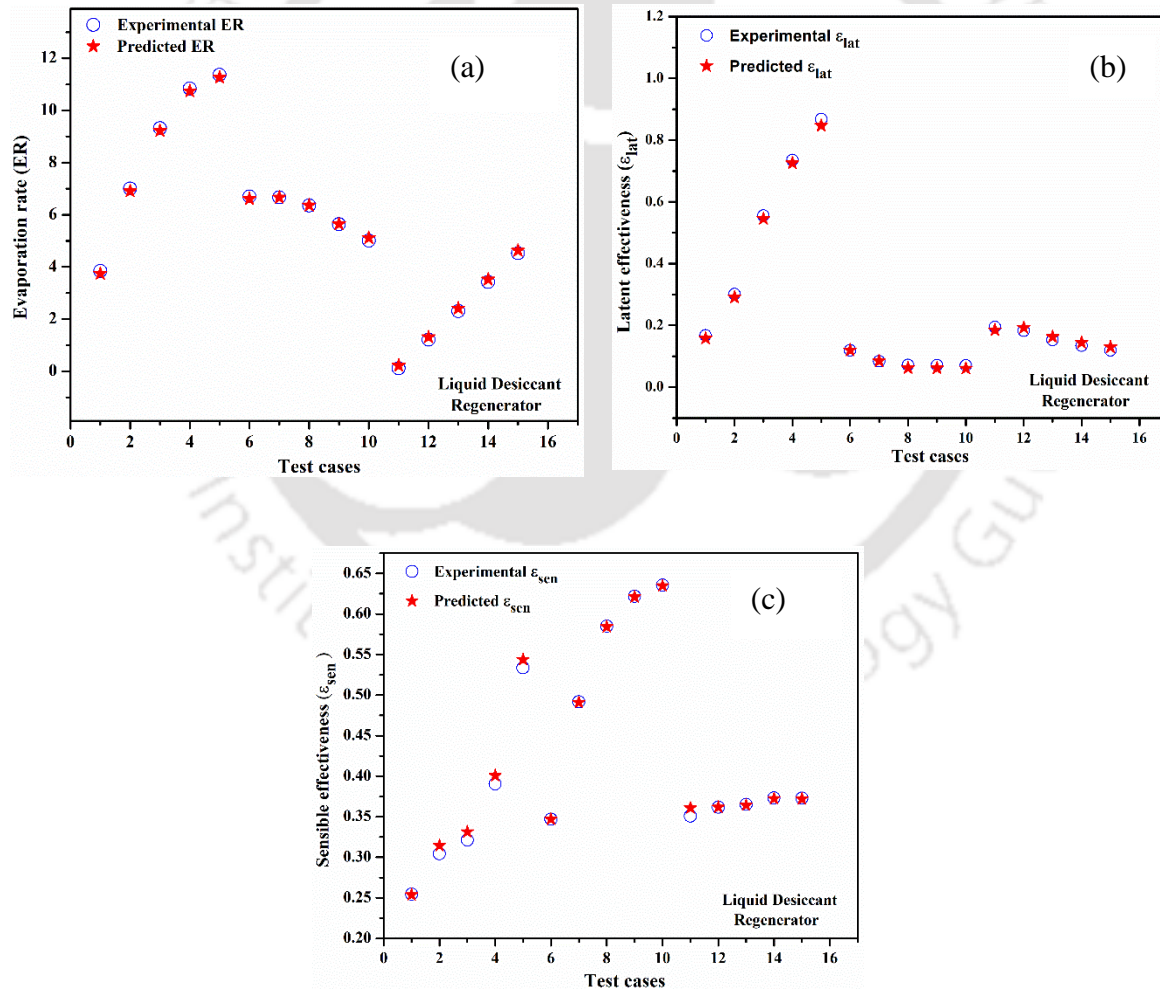 Experimental ER
Predicted ER
(a)
12
10
8
6
4
2
0
Evaporation rate (ER)
Liquid Desiccant
Regenerator
0 2 4 6 8 10 12 14 16
Test cases
Experimental ε_lat
Predicted ε_lat
(b)
1.2
1.0
0.8
0.6
0.4
0.2
0.0
Latent effectiveness (ε_lat)
Liquid Desiccant
Regenerator
0 2 4 6 8 10 12 14 16
Test cases
Experimental ε_sen
Predicted ε_sen
(c)
0.65
0.60
0.55
0.50
0.45
0.40
0.35
0.30
0.25
0.20
Sensible effectiveness (ε_sen )
Liquid Desiccant
Regenerator
0 2 4 6 8 10 12 14 16
Test cases